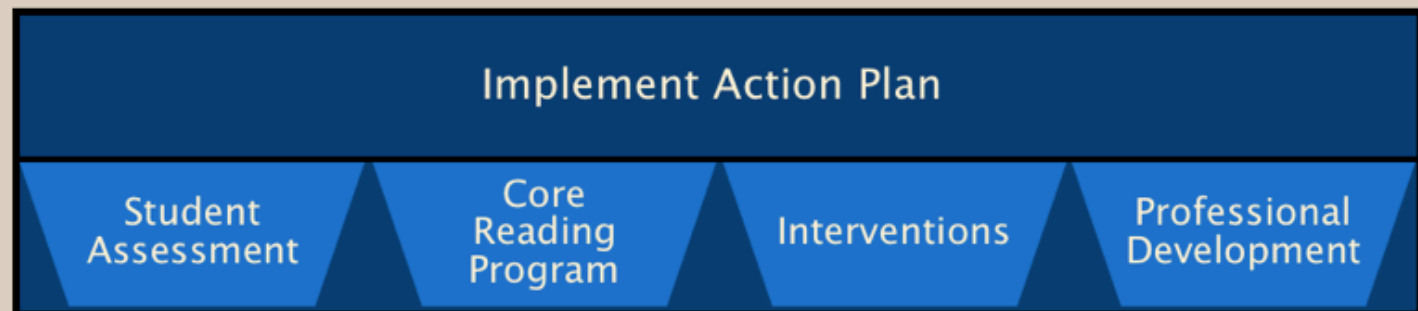 Implement Action Plan
Student
Assessment
Core
Reading
Program
Interventions
Professional
Development